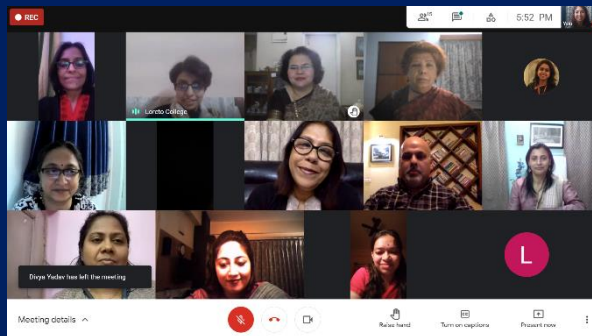 REC
5:52 PM
You
Loreto College
Divya Yadav has left the meeting
L
Meeting details
Raise hand
Turn on captions
Present now